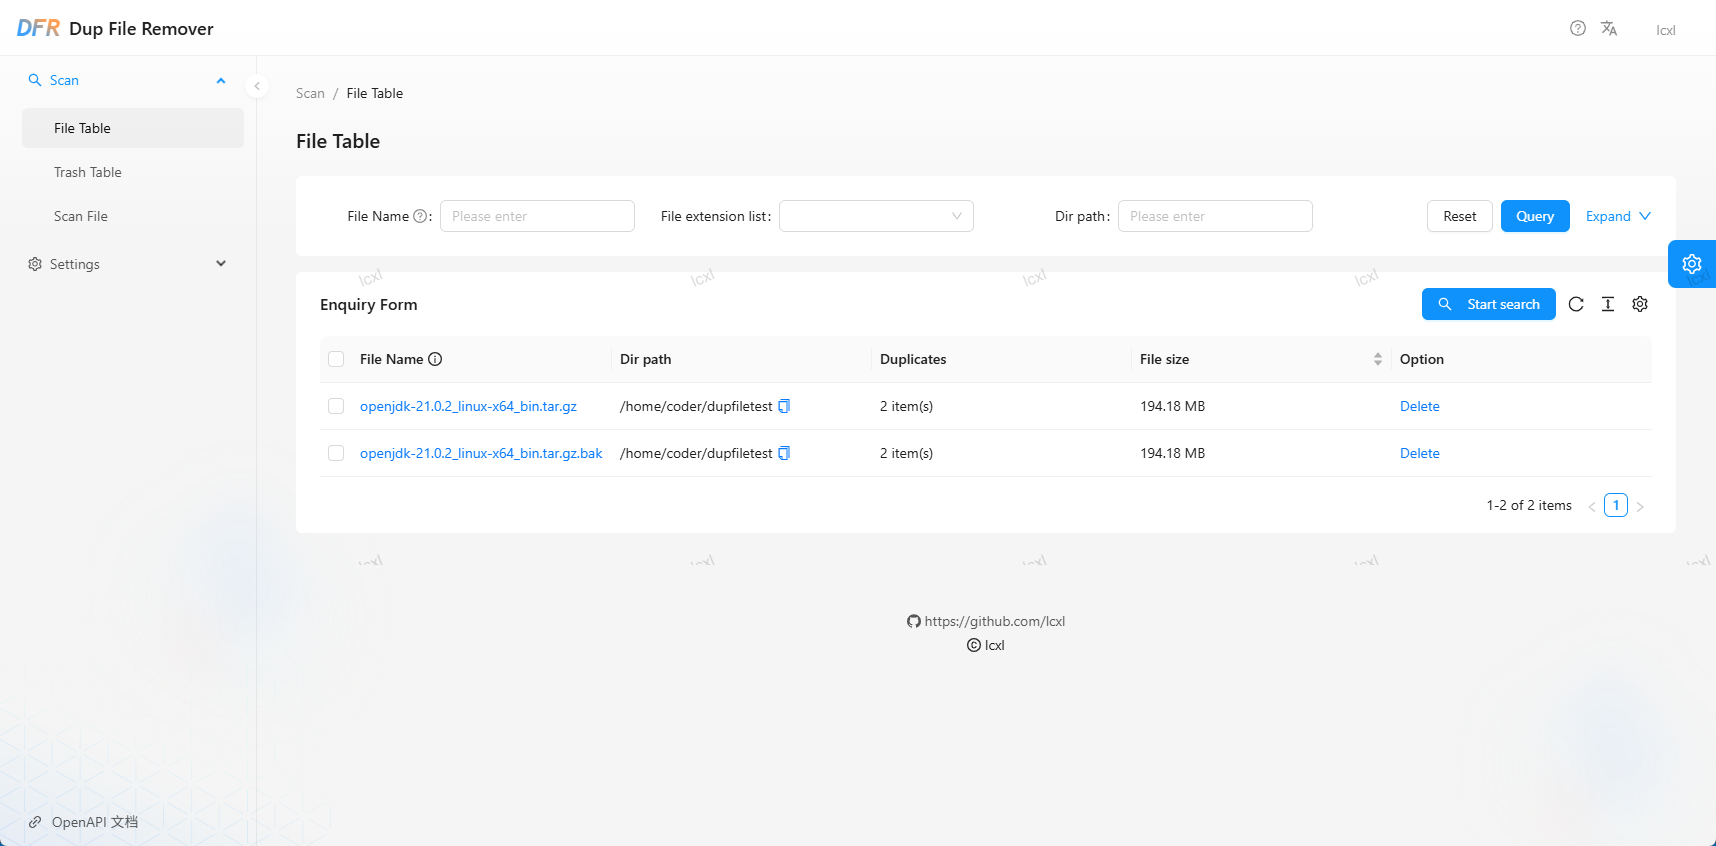 DFR Dup File Remover
lcxl
Scan
File Table
Trash Table
Scan File
Settings
OpenAPI 文档
Scan / File Table
File Table
File Name : Please enter
File extension list :
Dir path : Please enter
Reset
Query
Expand
lcxl lcxl lcxl lcxl lcxl
Enquiry Form
Start search
File Name Dir path Duplicates File size Option
openjdk-21.0.2_linux-x64_bin.tar.gz /home/coder/dupfiletest 2 item(s) 194.18 MB Delete
openjdk-21.0.2_linux-x64_bin.tar.gz.bak /home/coder/dupfiletest 2 item(s) 194.18 MB Delete
1-2 of 2 items 1
lcxl lcxl lcxl lcxl lcxl
https://github.com/lcxl
© lcxl